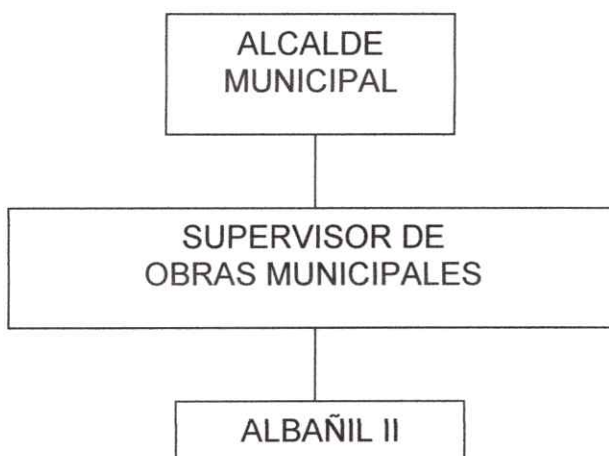 ALCALDE
MUNICIPAL
SUPERVISOR DE
OBRAS MUNICIPALES
ALBAÑIL II